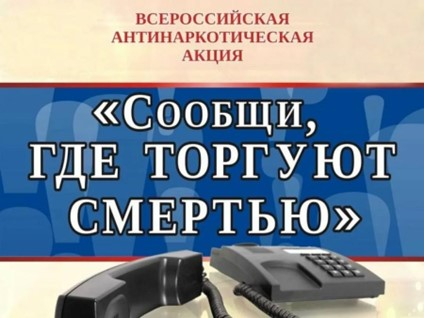 ВСЕРОССИЙСКАЯ
АНТИНАРКОТИЧЕСКАЯ
АКЦИЯ
«СООБЩИ,
ГДЕ ТОРГУЮТ
СМЕРТЬЮ»